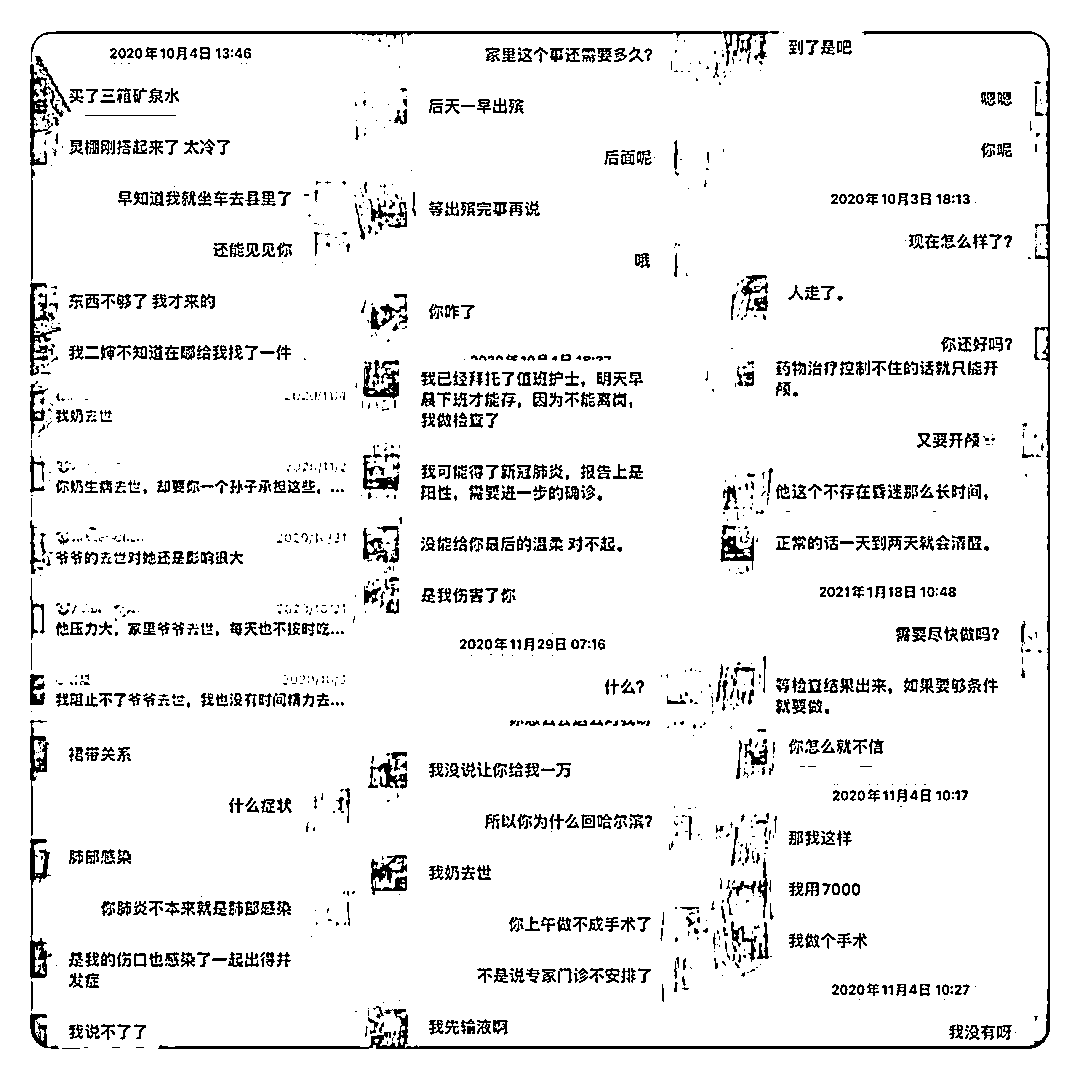 2020年10月4日 13:46
买了三箱矿泉水
灵棚刚搭起来了 太冷了
早知道我就坐车去县里了
还能见见你
东西不够了 我才来的
我二婶不知道在哪给我找了一件
我奶去世
你奶生病去世，却要你一个孙子承担这些，...
爷爷的去世对她还是影响很大
他压力大，家里爷爷去世，每天也不按时吃...
我阻止不了爷爷去世，我也没有时间精力去...
裙带关系
什么症状
肺部感染
你肺炎不本来就是肺部感染
是我的伤口也感染了一起出得并
发症
我说不了了
家里这个事还需要多久?
后天一早出殡
后面呢
等出殡完事再说
哦
你咋了
我已经拜托了值班护士，明天早
晨下班才能存，因为不能离岗，
我做检查了
我可能得了新冠肺炎，报告上是
阳性，需要进一步的确诊。
没能给你最后的温柔 对不起。
是我伤害了你
2020年11月29日 07:16
什么?
我没说让你给我一万
所以你为什么回哈尔滨?
我奶去世
你上午做不成手术了
不是说专家门诊不安排了
我先输液啊
到了是吧
嗯嗯
你呢
2020年10月3日 18:13
现在怎么样了?
人走了。
你还好吗?
药物治疗控制不住的话就只能开
颅。
又要开颅
他这个不存在昏迷那么长时间，
正常的话一天到两天就会清醒。
2021年1月18日 10:48
需要尽快做吗?
等检查结果出来，如果要够条件
就要做。
你怎么就不信
2020年11月4日 10:17
那我这样
我用7000
我做个手术
2020年11月4日 10:27
我没有呀